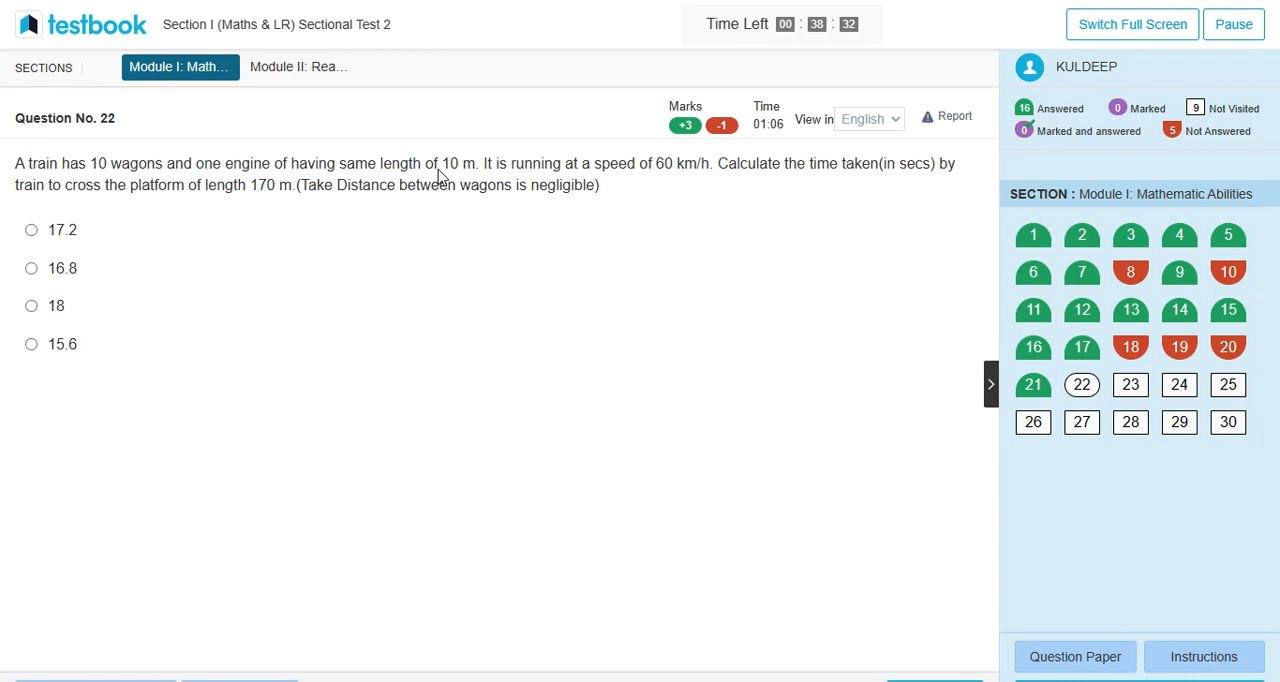 testbook Section I (Maths & LR) Sectional Test 2 Time Left 00 : 38 : 32 Switch Full Screen Pause
SECTIONS Module I: Math... Module II: Rea... KULDEEP
Question No. 22 Marks +3 -1 Time 01:06 View in English Report
16 Answered 0 Marked 9 Not Visited
0 Marked and answered 5 Not Answered
A train has 10 wagons and one engine of having same length of 10 m. It is running at a speed of 60 km/h. Calculate the time taken(in secs) by
train to cross the platform of length 170 m.(Take Distance between wagons is negligible)
17.2
16.8
18
15.6
SECTION : Module I: Mathematic Abilities
1 2 3 4 5
6 7 8 9 10
11 12 13 14 15
16 17 18 19 20
21 22 23 24 25
26 27 28 29 30
Question Paper Instructions